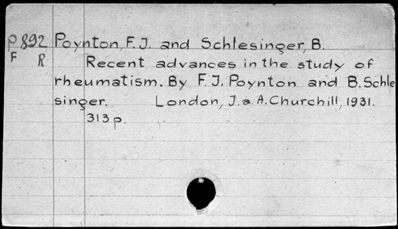 P892 Poynton, F.J. and Schlesinger, B.
F R Recent advances in the study of
rheumatism. By F.J. Poynton and B. Schle
singer. London, J. & A. Churchill, 1931.
313 p.